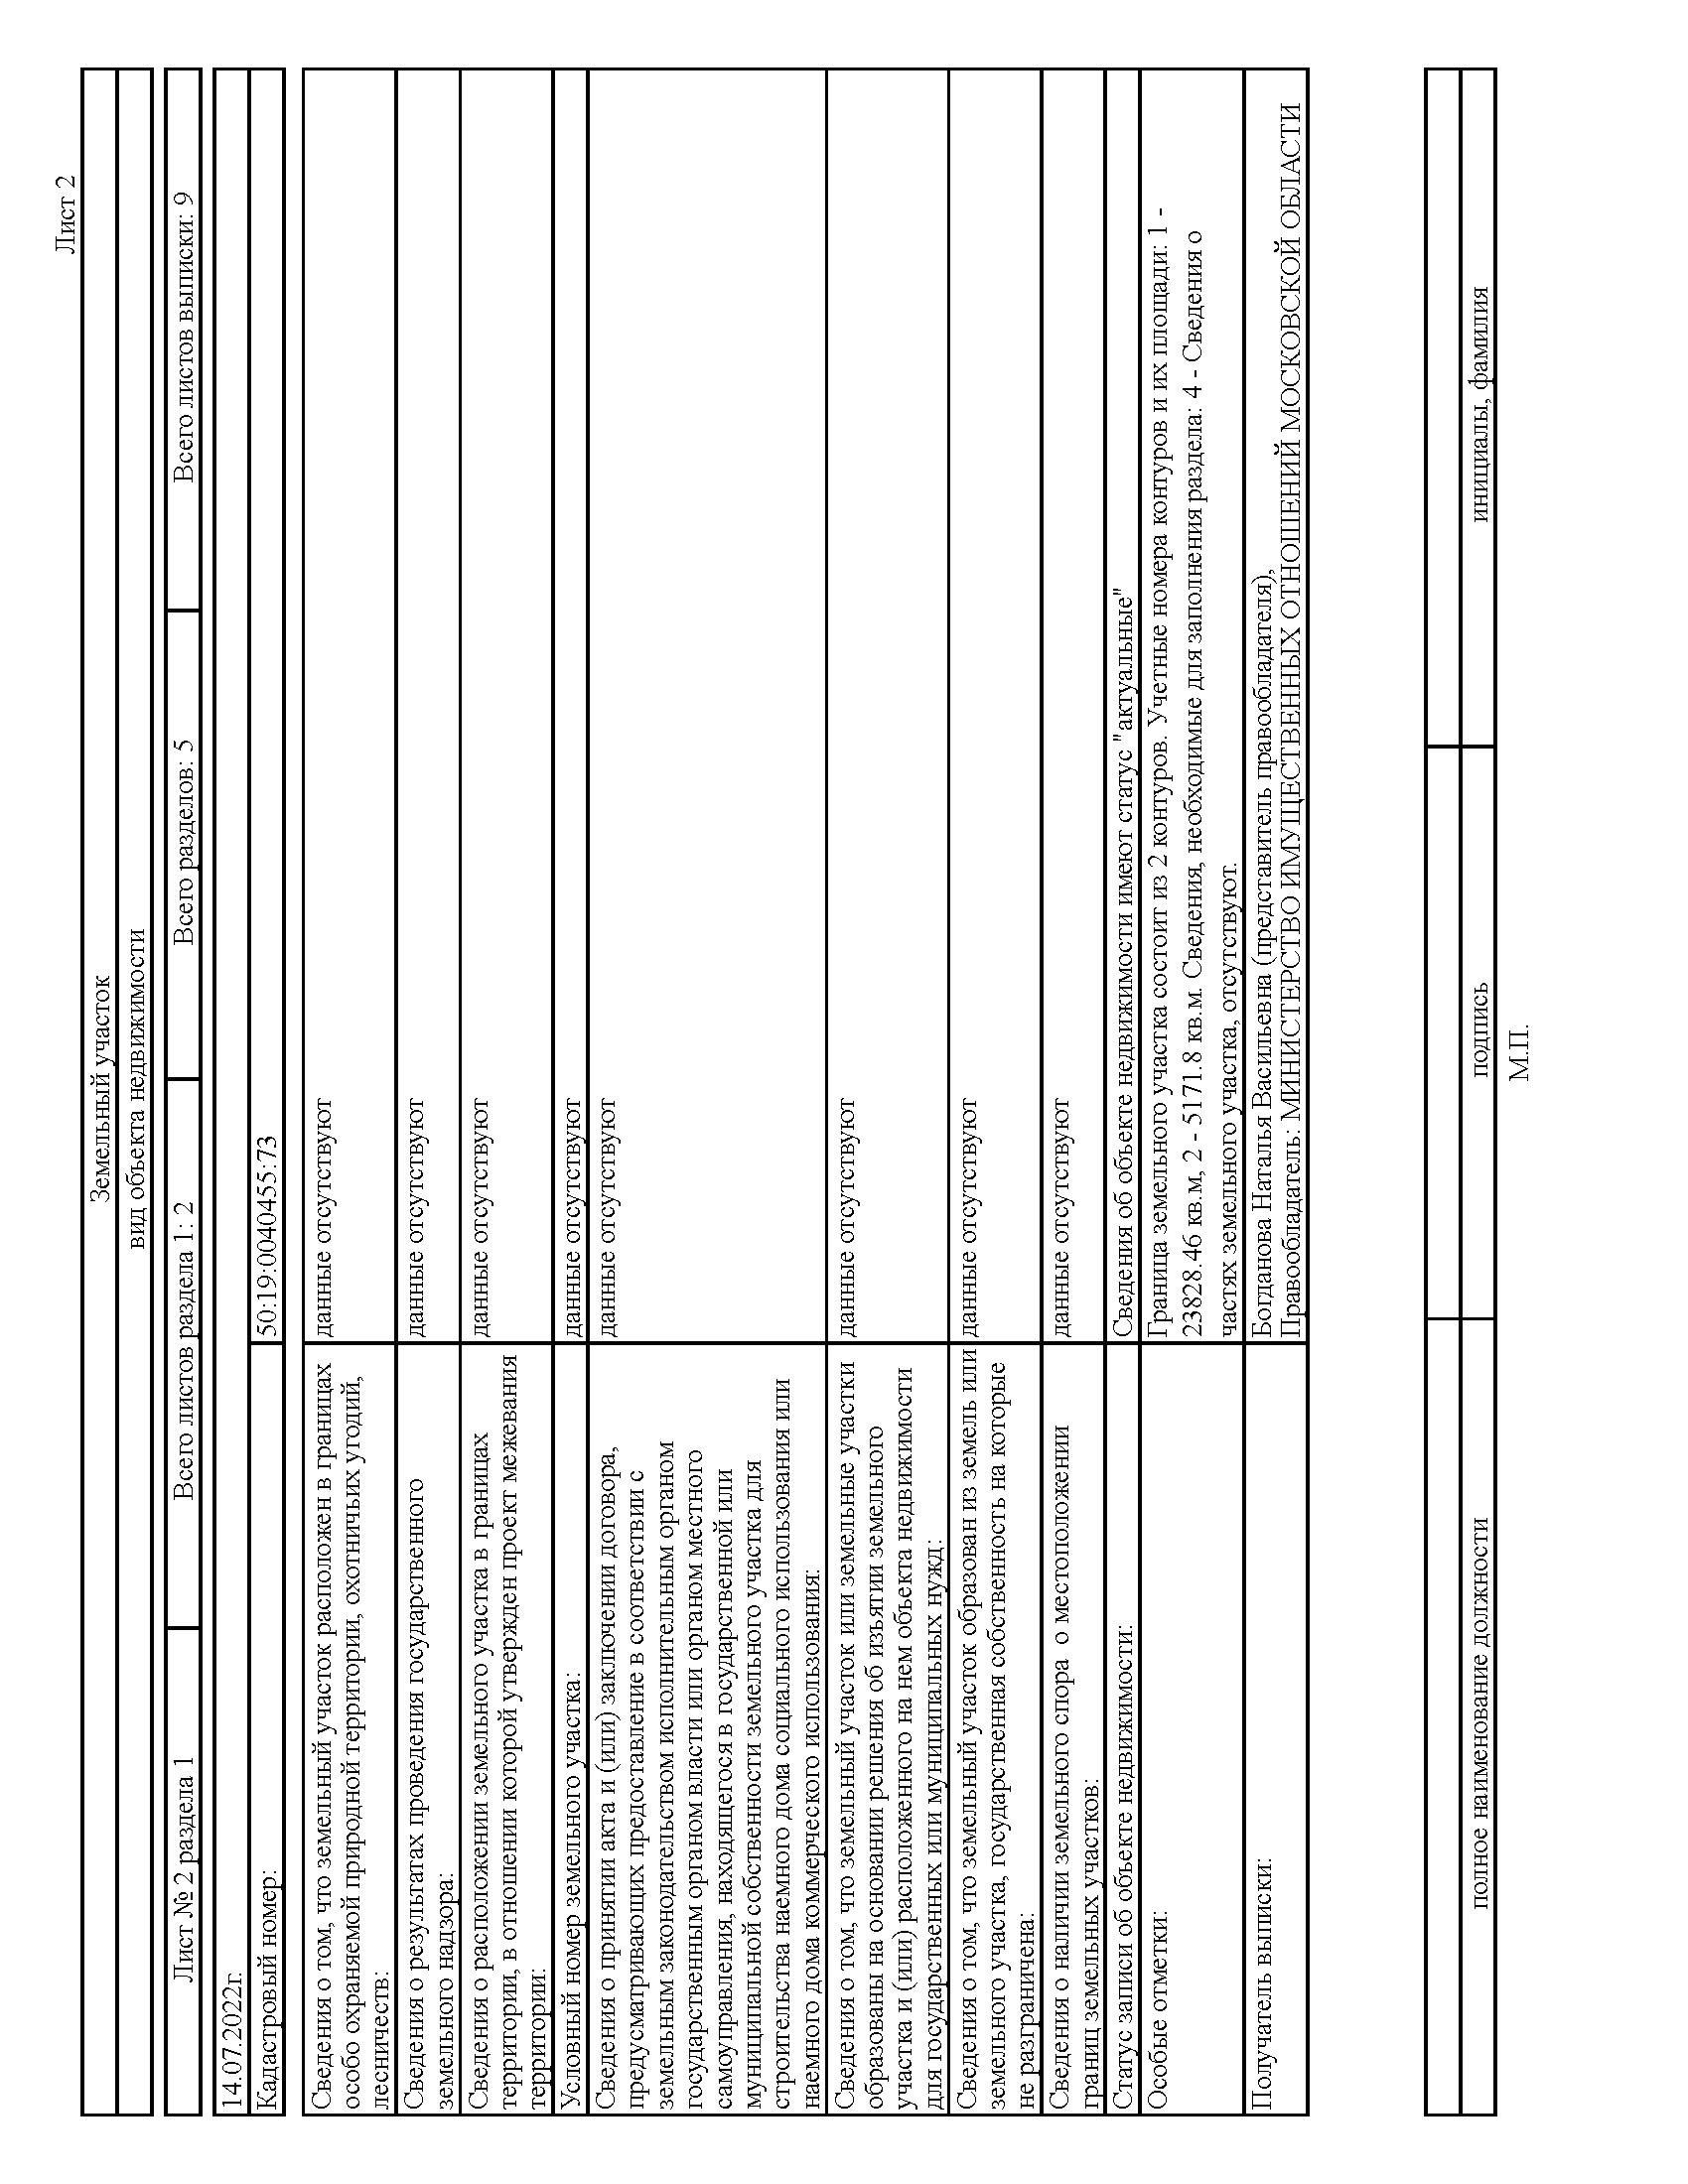 Лист 2
Земельный участок
вид объекта недвижимости
Лист № 2 раздела 1
Всего листов раздела 1: 2
Всего разделов: 5
Всего листов выписки: 9
14.07.2022г.
Кадастровый номер:
50:19:0040455:73
Сведения о том, что земельный участок расположен в границах
особо охраняемой природной территории, охотничьих угодий,
лесничеств:
данные отсутствуют
Сведения о результатах проведения государственного
земельного надзора:
данные отсутствуют
Сведения о расположении земельного участка в границах
территории, в отношении которой утвержден проект межевания
территории:
данные отсутствуют
Условный номер земельного участка:
данные отсутствуют
Сведения о принятии акта и (или) заключении договора,
предусматривающих предоставление в соответствии с
земельным законодательством исполнительным органом
государственным органом власти или органом местного
самоуправления, находящегося в государственной или
муниципальной собственности земельного участка для
строительства наемного дома социального использования или
наемного дома коммерческого использования:
данные отсутствуют
Сведения о том, что земельный участок или земельные участки
образованы на основании решения об изъятии земельного
участка и (или) расположенного на нем объекта недвижимости
для государственных или муниципальных нужд:
данные отсутствуют
Сведения о том, что земельный участок образован из земель или
земельного участка, государственная собственность на которые
не разграничена:
данные отсутствуют
Сведения о наличии земельного спора о местоположении
границ земельных участков:
данные отсутствуют
Статус записи об объекте недвижимости:
Сведения об объекте недвижимости имеют статус "актуальные"
Особые отметки:
Граница земельного участка состоит из 2 контуров. Учетные номера контуров и их площади: 1 -
23828.46 кв.м, 2 - 5171.8 кв.м. Сведения, необходимые для заполнения раздела: 4 - Сведения о
частях земельного участка, отсутствуют.
Получатель выписки:
Богданова Наталья Васильевна (представитель правообладателя),
Правообладатель: МИНИСТЕРСТВО ИМУЩЕСТВЕННЫХ ОТНОШЕНИЙ МОСКОВСКОЙ ОБЛАСТИ
полное наименование должности
подпись
инициалы, фамилия
М.П.